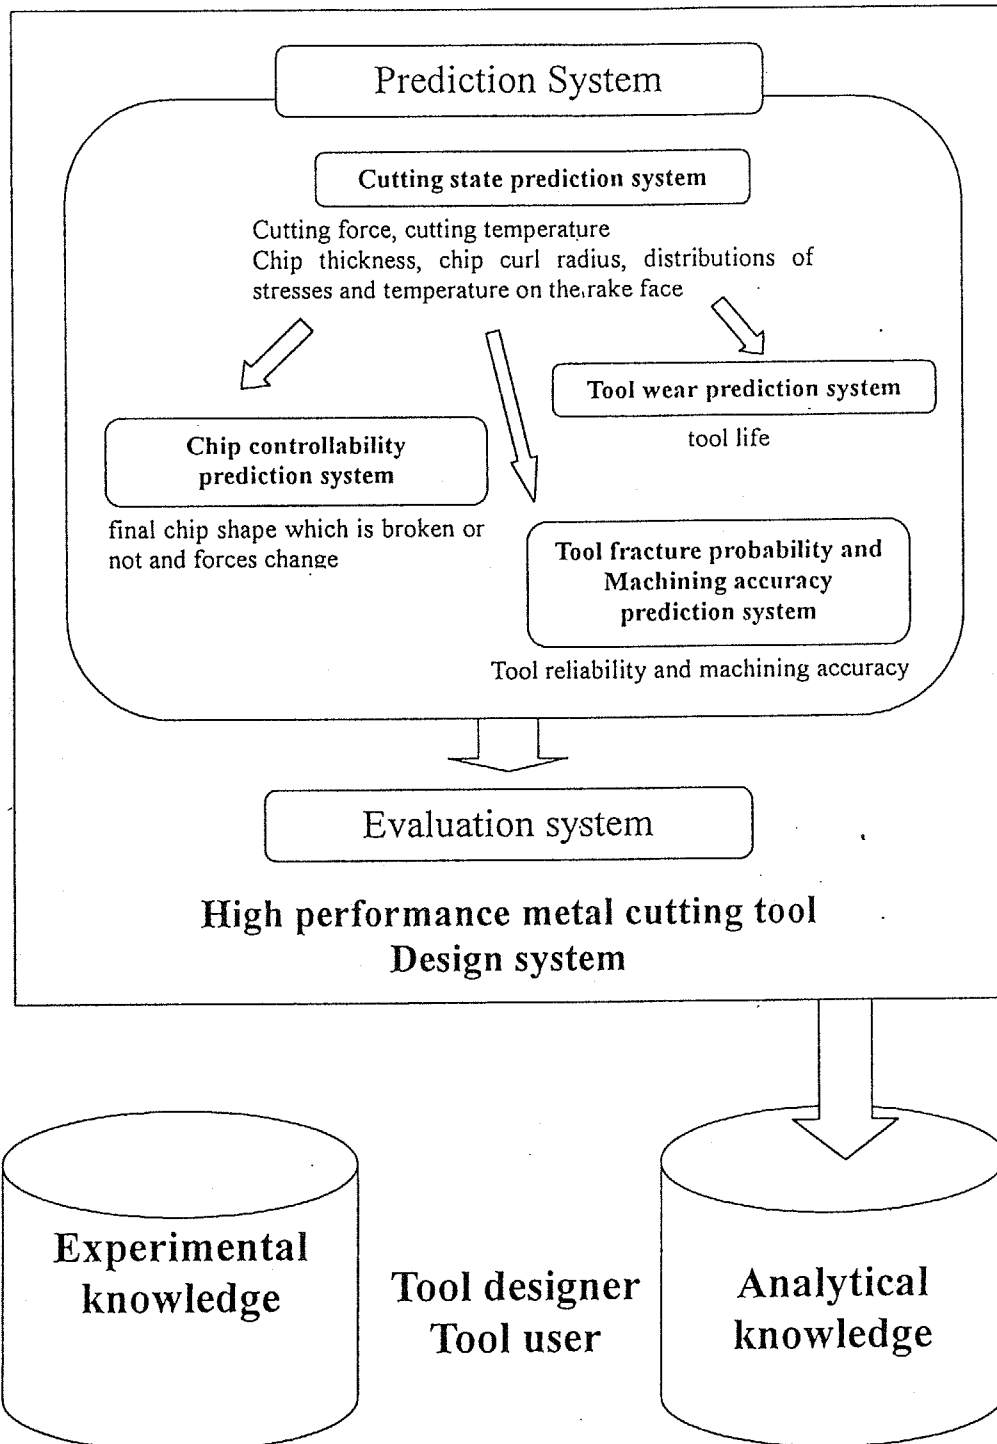 Prediction System
Cutting state prediction system
Cutting force, cutting temperature
Chip thickness, chip curl radius, distributions of
stresses and temperature on the rake face
Tool wear prediction system
tool life
Chip controllability
prediction system
final chip shape which is broken or
not and forces change
Tool fracture probability and
Machining accuracy
prediction system
Tool reliability and machining accuracy
Evaluation system
High performance metal cutting tool
Design system
Experimental
knowledge
Tool designer
Tool user
Analytical
knowledge